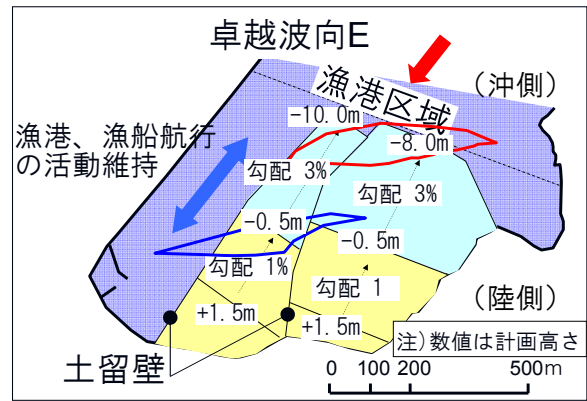 卓越波向E
漁港区域
(沖側)
-10.0m
-8.0m
漁港、漁船航行
の活動維持
勾配 3%
勾配 3%
-0.5m
-0.5m
勾配 1%
勾配 1
(陸側)
+1.5m
+1.5m
注)数値は計画高さ
土留壁
0 100 200 500m